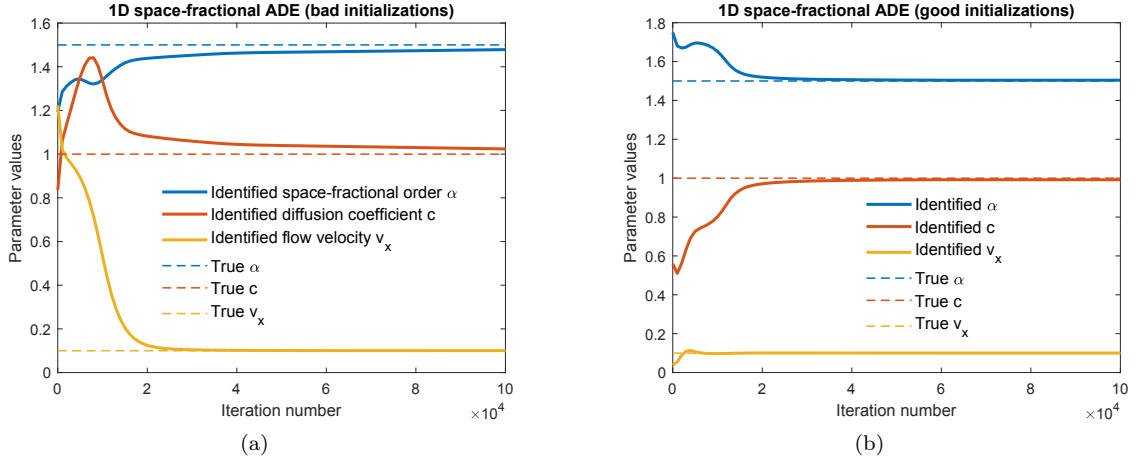 1D space-fractional ADE (bad initializations)
1.6
1.4
1.2
1
0.8
0.6
0.4
0.2
0
Parameter values
Identified space-fractional order α
Identified diffusion coefficient c
Identified flow velocity v_x
True α
True c
True v_x
0 2 4 6 8 10
Iteration number
×10^4
(a)
1D space-fractional ADE (good initializations)
1.8
1.6
1.4
1.2
1
0.8
0.6
0.4
0.2
0
Parameter values
Identified α
Identified c
Identified v_x
True α
True c
True v_x
0 2 4 6 8 10
Iteration number
×10^4
(b)